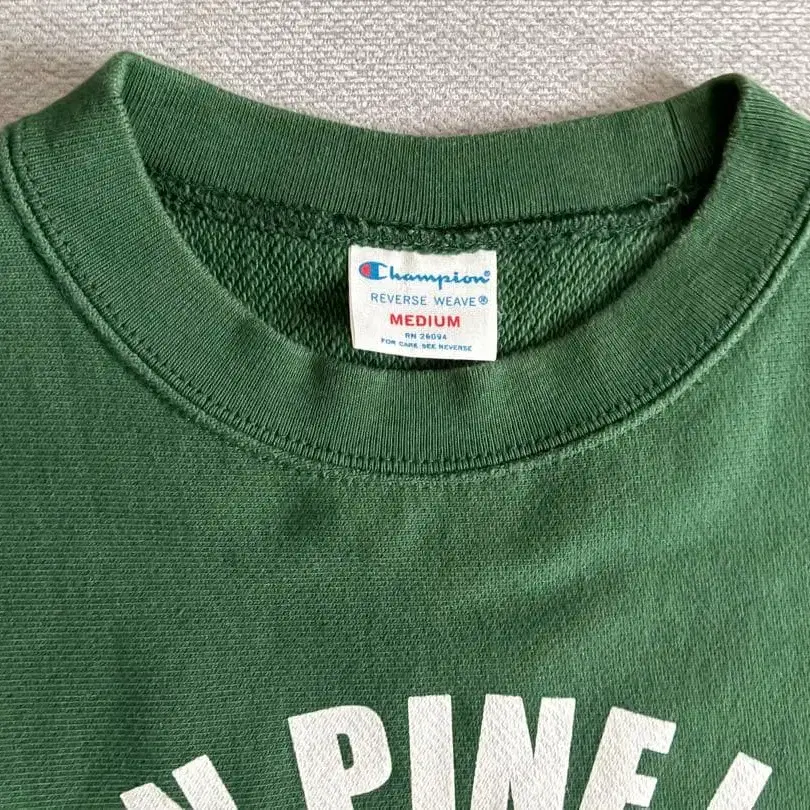 Champion®
REVERSE WEAVE®
MEDIUM
RN 26094
FOR CARE SEE REVERSE
N PINE